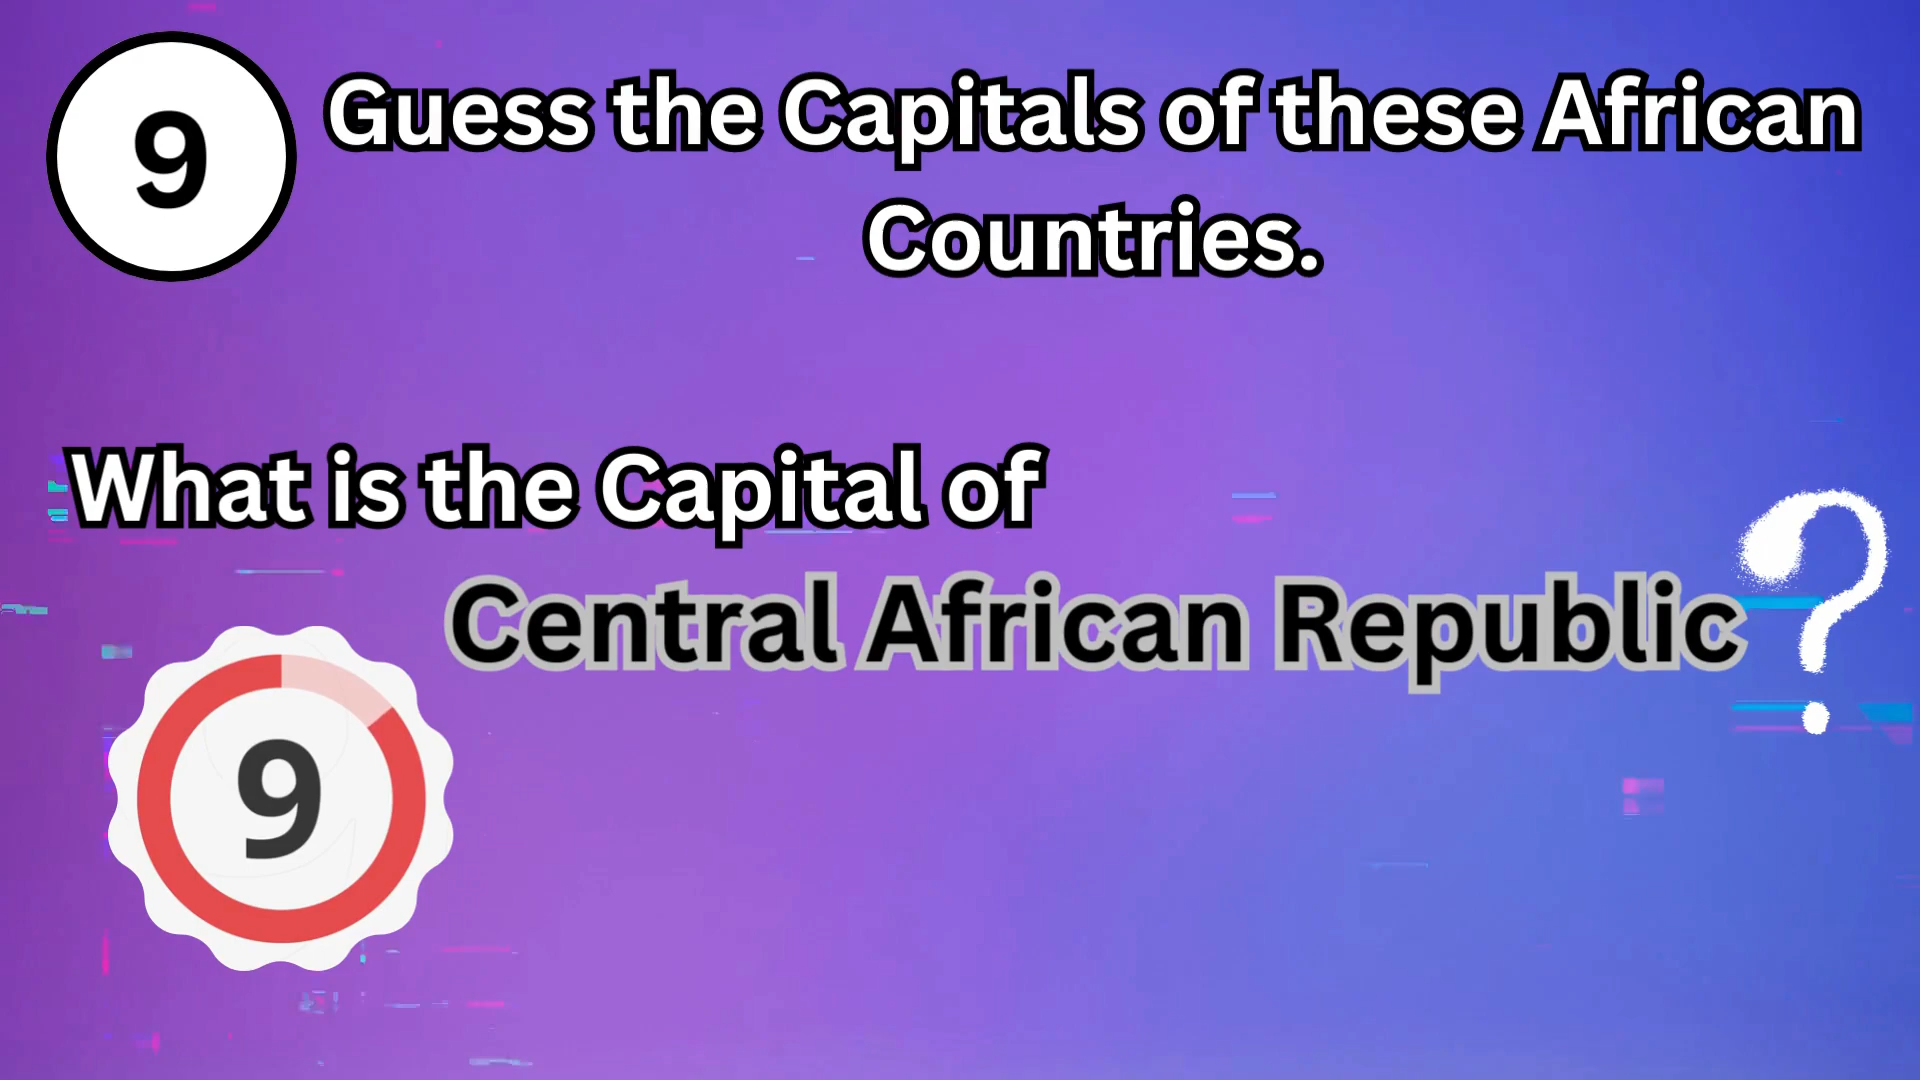 9
Guess the Capitals of these African
Countries.
What is the Capital of
Central African Republic?
9